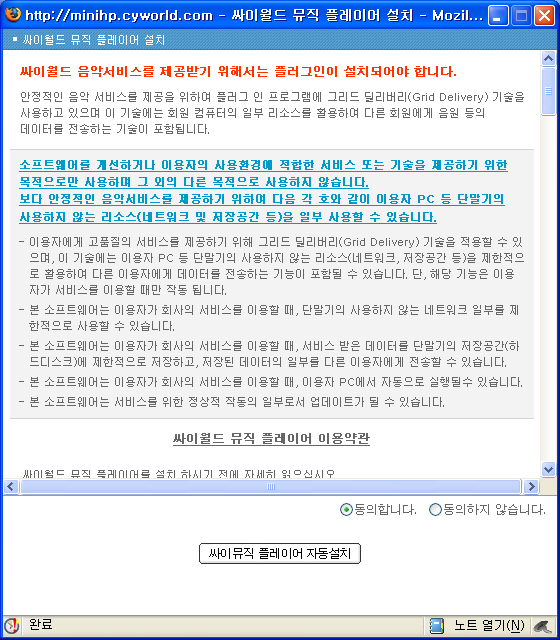 http://minihp.cyworld.com - 싸이월드 뮤직 플레이어 설치 - Mozil...
싸이월드 뮤직 플레이어 설치
싸이월드 음악서비스를 제공받기 위해서는 플러그인이 설치되어야 합니다.
안정적인 음악 서비스를 제공을 위하여 플러그 인 프로그램에 그리드 딜리버리(Grid Delivery) 기술을
사용하고 있으며 이 기술에는 회원 컴퓨터의 일부 리소스를 활용하여 다른 회원에게 음원 등의
데이터를 전송하는 기술이 포함됩니다.
소프트웨어를 개선하거나 이용자의 사용환경에 적합한 서비스 또는 기술을 제공하기 위한
목적으로만 사용하며 그 외의 다른 목적으로 사용하지 않습니다.
보다 안정적인 음악서비스를 제공하기 위하여 다음 각 호와 같이 이용자 PC 등 단말기의
사용하지 않는 리소스(네트워크 및 저장공간 등)을 일부 사용할 수 있습니다.
- 이용자에게 고품질의 서비스를 제공하기 위해 그리드 딜리버리(Grid Delivery) 기술을 적용할 수 있
으며, 이 기술에는 이용자 PC 등 단말기의 사용하지 않는 리소스(네트워크, 저장공간 등)을 제한적으
로 활용하여 다른 이용자에게 데이터를 전송하는 기능이 포함될 수 있습니다. 단, 해당 기능은 이용
자가 서비스를 이용할 때만 작동 됩니다.
- 본 소프트웨어는 이용자가 회사의 서비스를 이용할 때, 단말기의 사용하지 않는 네트워크 일부를 제
한적으로 사용할 수 있습니다.
- 본 소프트웨어는 이용자가 회사의 서비스를 이용할 때, 서비스 받은 데이터를 단말기의 저장공간(하
드디스크)에 제한적으로 저장하고, 저장된 데이터의 일부를 다른 이용자에게 전송할 수 있습니다.
- 본 소프트웨어는 이용자가 회사의 서비스를 이용할 때, 이용자 PC에서 자동으로 실행될수 있습니다.
- 본 소프트웨어는 서비스를 위한 정상적 작동의 일부로서 업데이트가 될 수 있습니다.
싸이월드 뮤직 플레이어 이용약관
싸이월드 뮤직 플레이어를 설치 하시기 전에 자세히 읽으십시오
동의합니다. 동의하지 않습니다.
싸이뮤직 플레이어 자동설치
완료 노트 열기(N)